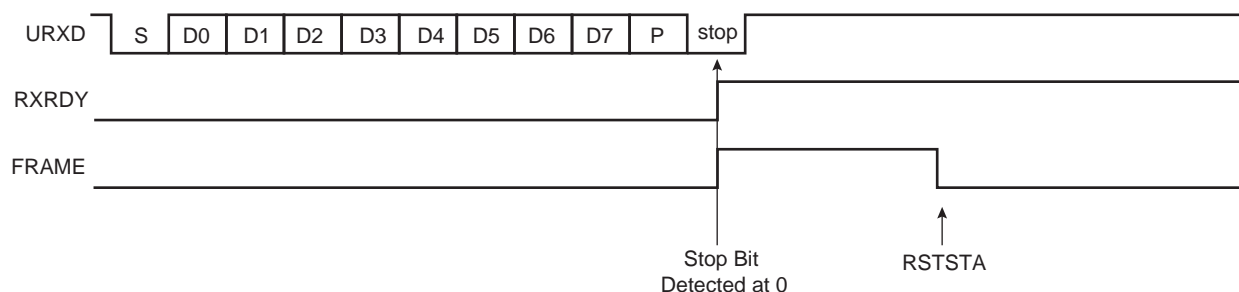 URXD S D0 D1 D2 D3 D4 D5 D6 D7 P stop
RXRDY
FRAME
Stop Bit
Detected at 0
RSTSTA